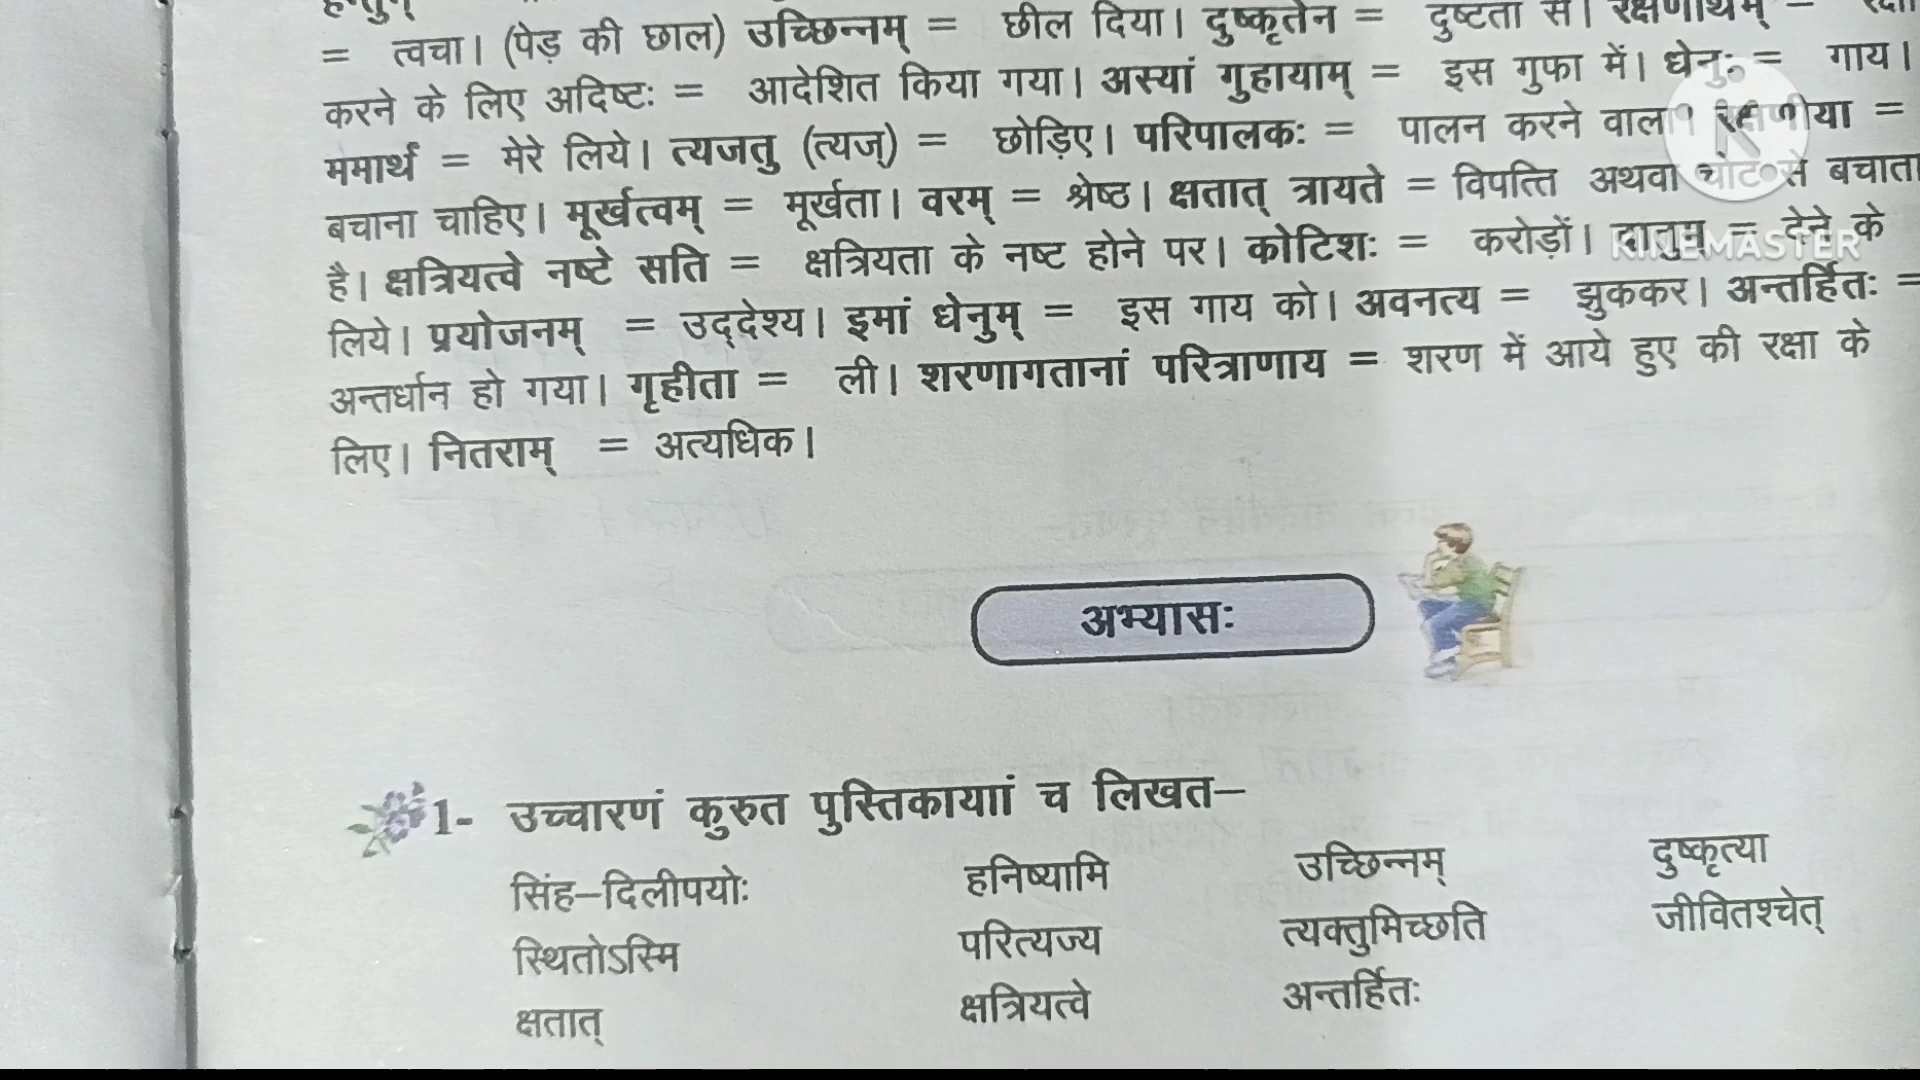 = त्वचा। (पेड़ की छाल) उच्छिन्नम् = छील दिया। दुष्कृतेन = दुष्टता से। रक्षणार्थम् = रक्षा
करने के लिए अदिष्टः = आदेशित किया गया। अस्यां गुहायाम् = इस गुफा में। धेनुः = गाय।
ममार्थं = मेरे लिये। त्यजतु (त्यज्) = छोड़िए। परिपालकः = पालन करने वाला। रक्षणीया =
बचाना चाहिए। मूर्खत्वम् = मूर्खता। वरम् = श्रेष्ठ। क्षतात् त्रायते = विपत्ति अथवा चोट से बचाता
है। क्षत्रियत्वे नष्टे सति = क्षत्रियता के नष्ट होने पर। कोटिशः = करोड़ों। दातुम् = देने के
KINEMASTER
लिये। प्रयोजनम् = उद्देश्य। इमां धेनुम् = इस गाय को। अवनत्य = झुककर। अन्तर्हितः =
अन्तर्धान हो गया। गृहीता = ली। शरणागतानां परित्राणाय = शरण में आये हुए की रक्षा के
लिए। नितराम् = अत्यधिक।
अभ्यासः
1- उच्चारणं कुरुत पुस्तिकायाां च लिखत–
सिंह–दिलीपयोः हनिष्यामि उच्छिन्नम् दुष्कृत्या
स्थितोऽस्मि परित्यज्य त्यक्तुमिच्छति जीवितश्चेत्
क्षतात् क्षत्रियत्वे अन्तर्हितः